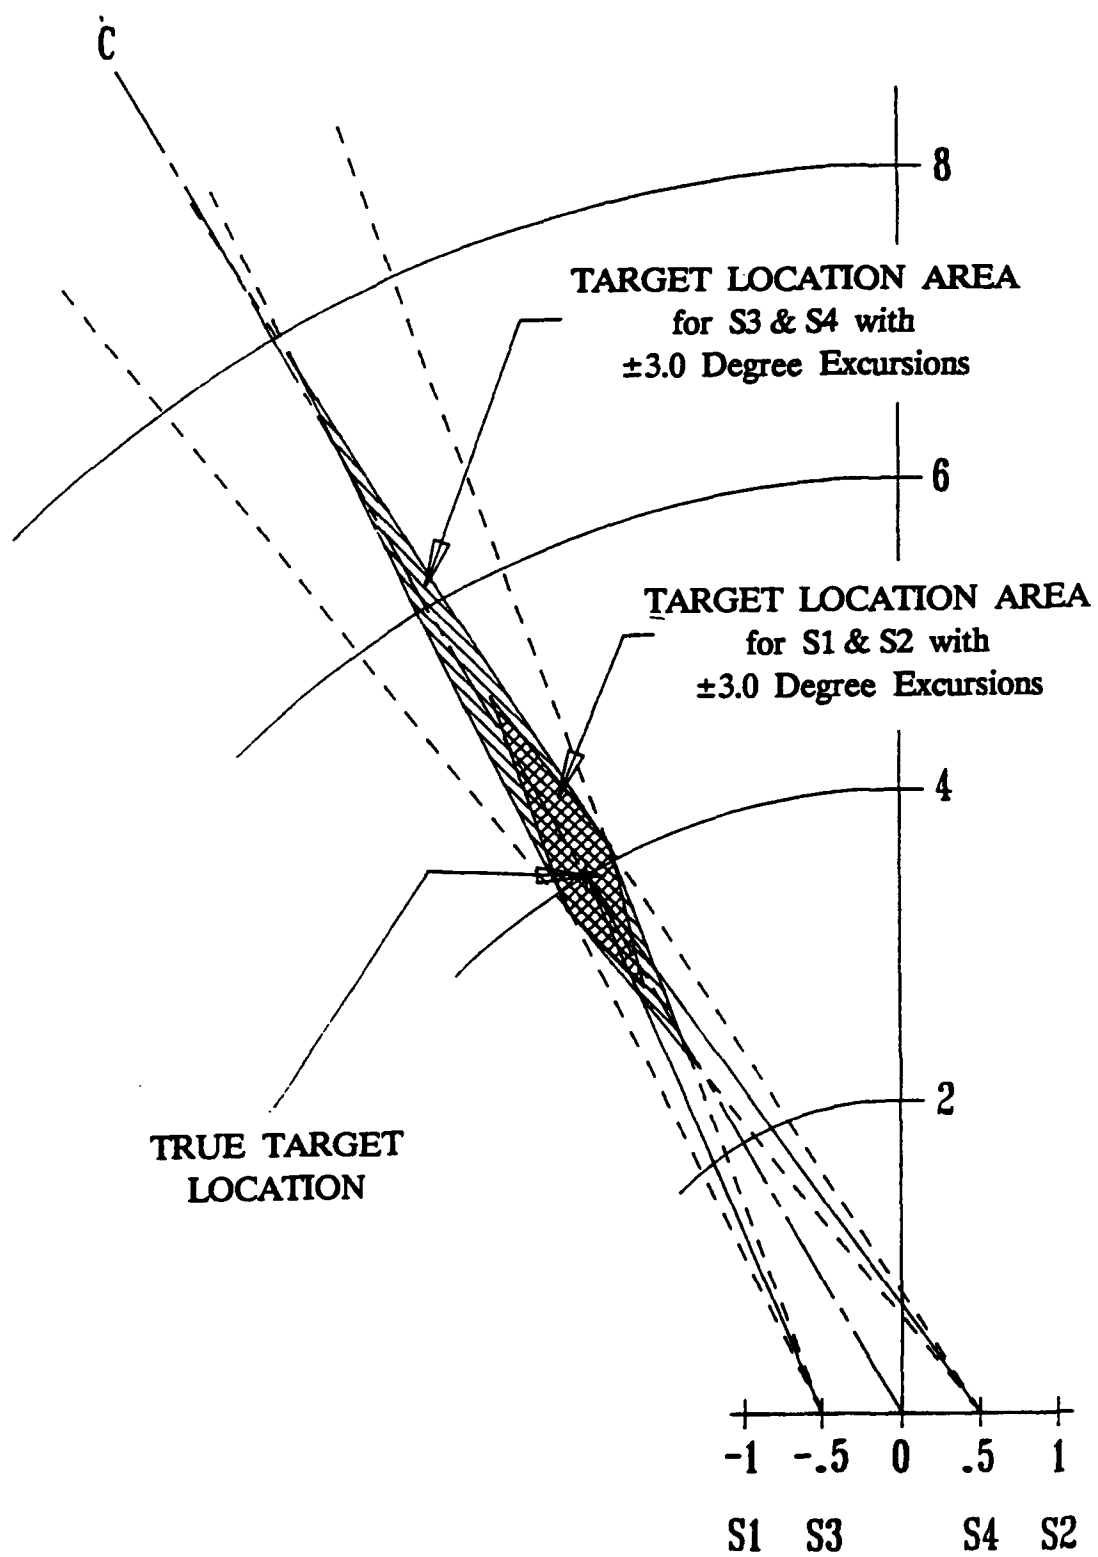 C
8
TARGET LOCATION AREA
for S3 & S4 with
±3.0 Degree Excursions
6
TARGET LOCATION AREA
for S1 & S2 with
±3.0 Degree Excursions
4
2
TRUE TARGET
LOCATION
-1 -.5 0 .5 1
S1 S3 S4 S2